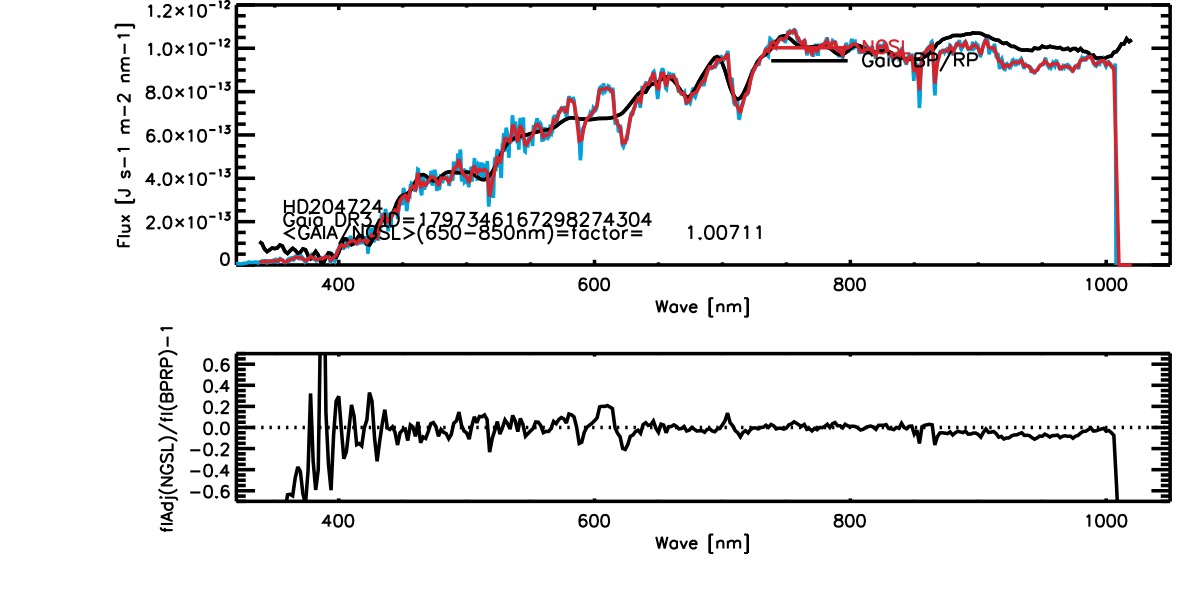 1.2×10−12
1.0×10−12
8.0×10−13
6.0×10−13
4.0×10−13
2.0×10−13
0
Flux [J s−1 m−2 nm−1]
NGSL
Gaia BP/RP
HD204724
Gaia DR3 ID=1797346167298274304
<GAIA/NGSL>(650−850nm)=factor= 1.00711
400 600 800 1000
Wave [nm]
flAdj(NGSL)/fl(BPRP)−1
0.6
0.4
0.2
0.0
−0.2
−0.4
−0.6
400 600 800 1000
Wave [nm]